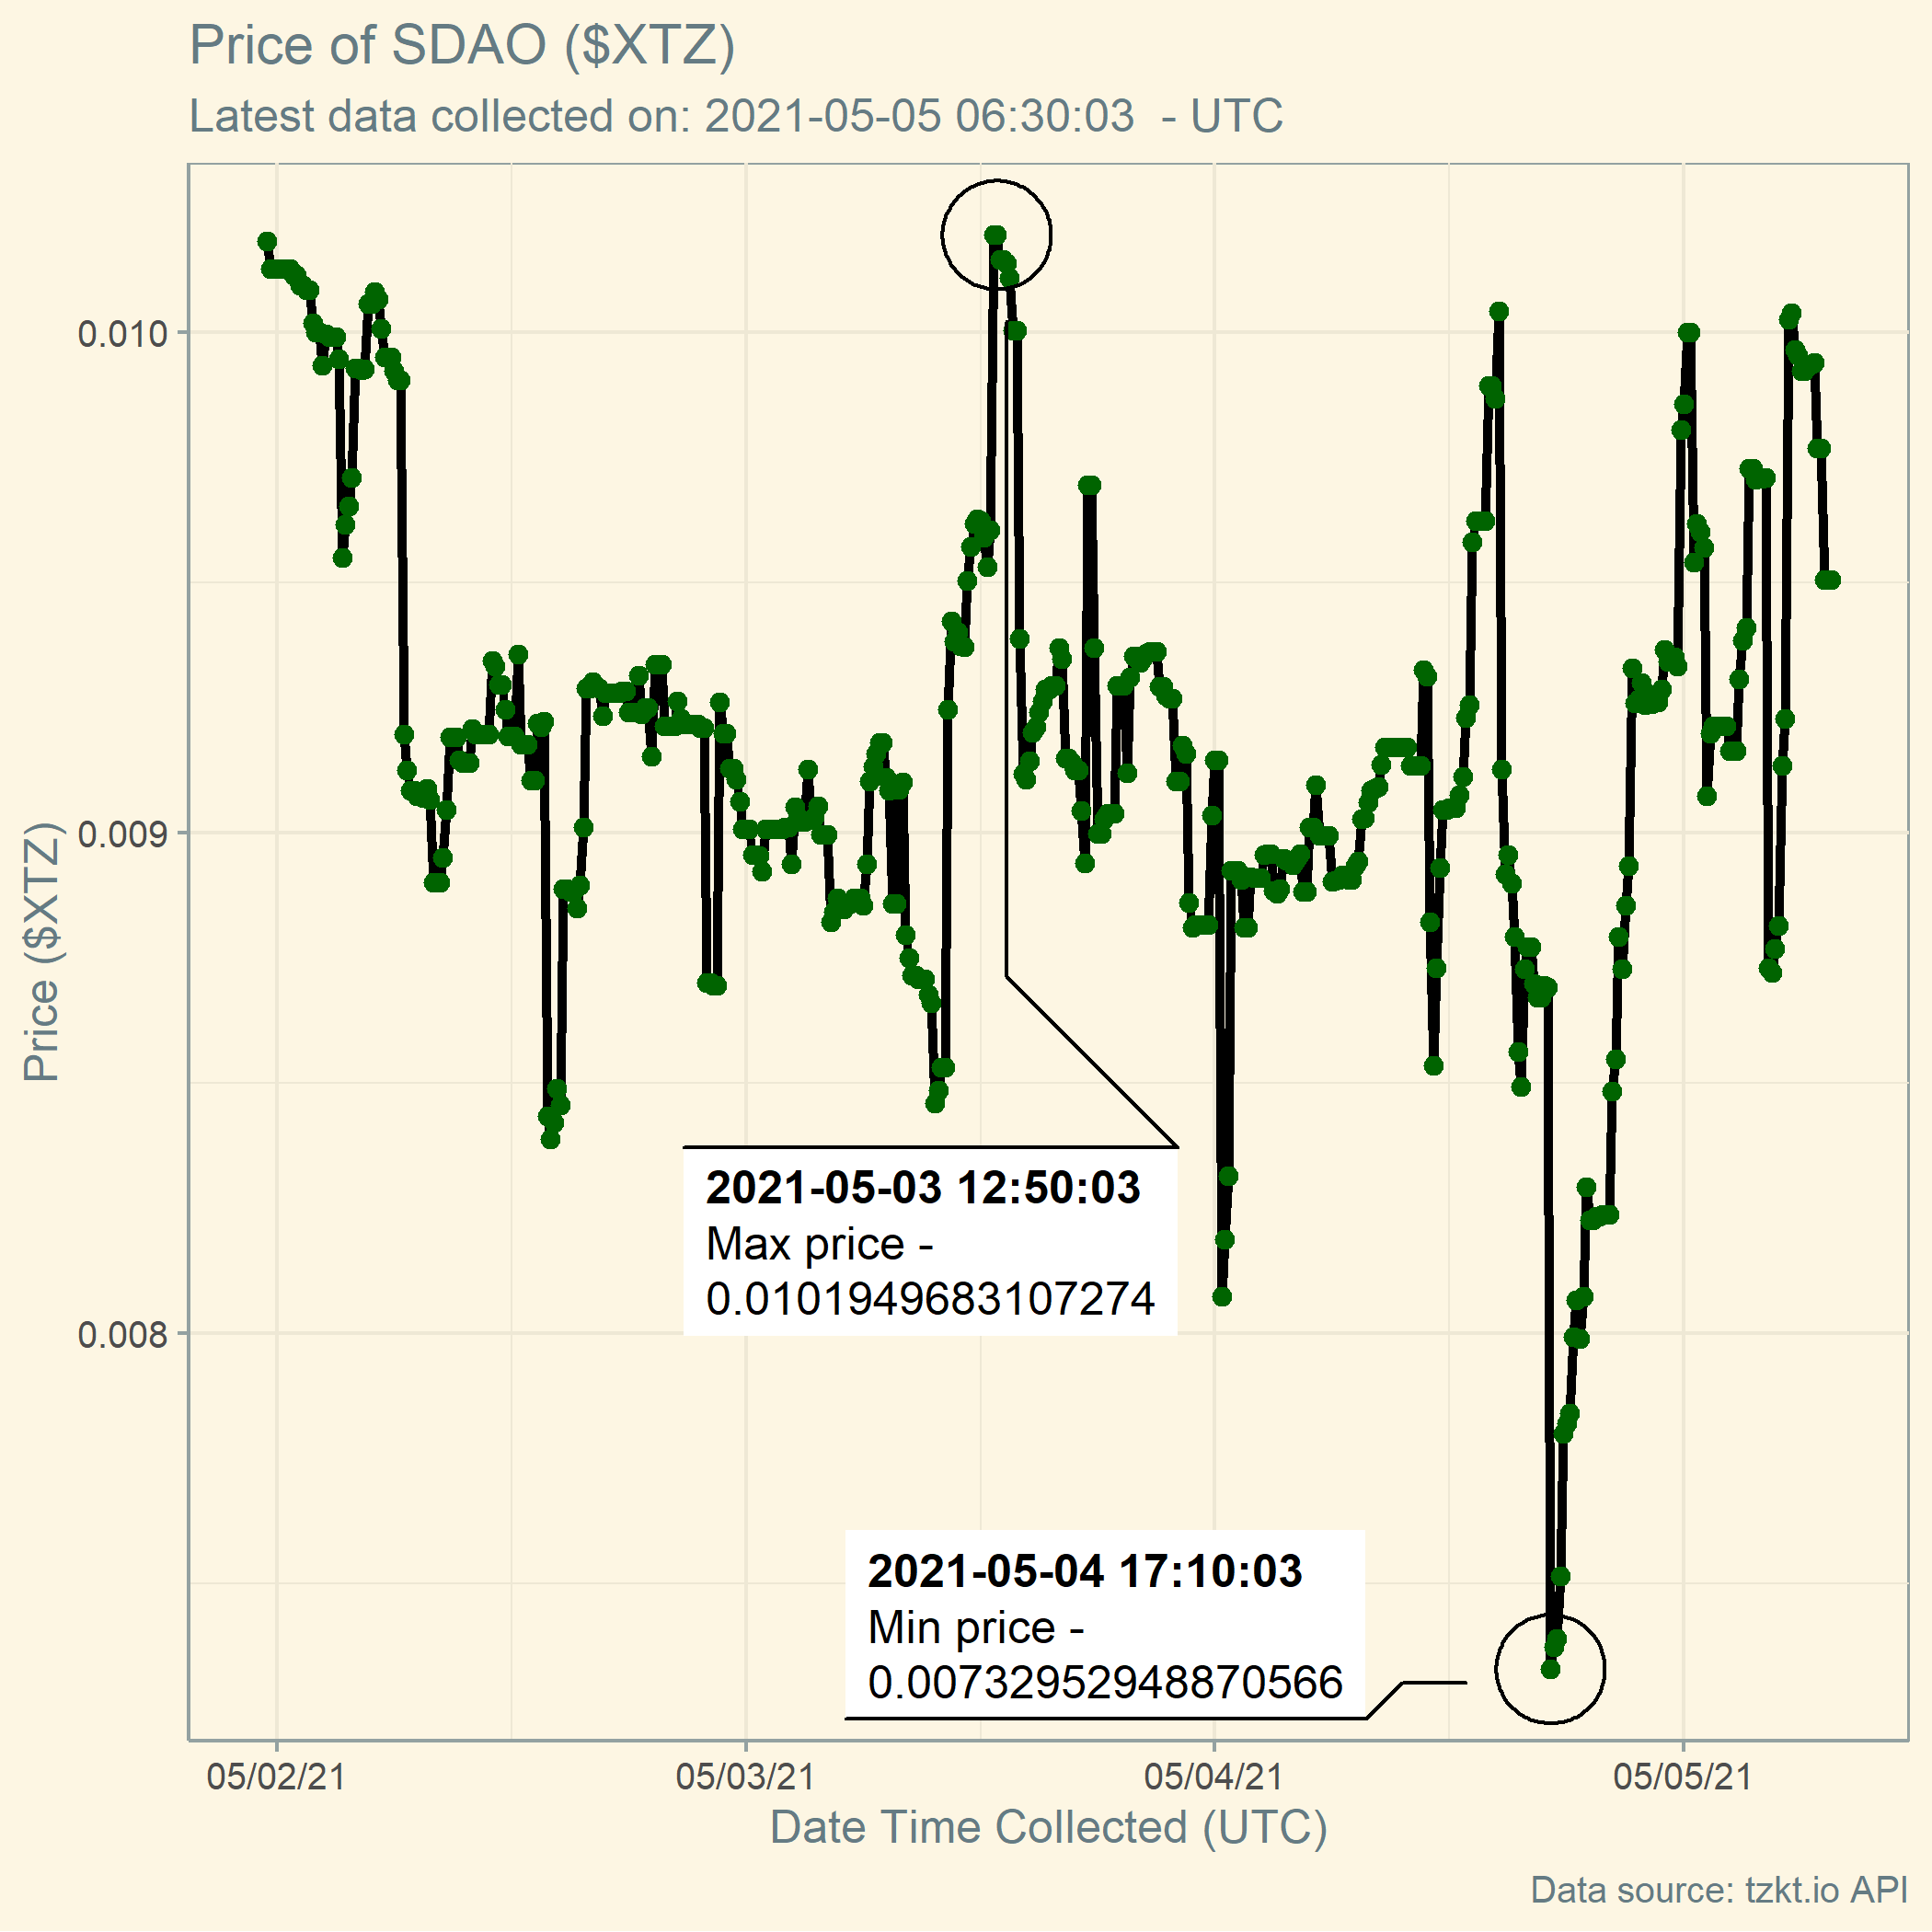 Price of SDAO ($XTZ)
Latest data collected on: 2021-05-05 06:30:03  - UTC
0.010
0.009
0.008
Price ($XTZ)
2021-05-03 12:50:03
Max price -
0.0101949683107274
2021-05-04 17:10:03
Min price -
0.00732952948870566
05/02/21
05/03/21
05/04/21
05/05/21
Date Time Collected (UTC)
Data source: tzkt.io API